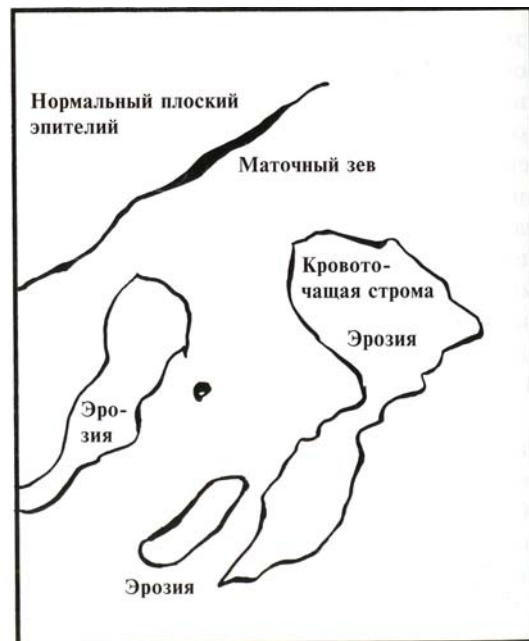 Нормальный плоский
эпителий
Маточный зев
Кровото-
чащая строма
Эрозия
Эро-
зия
Эрозия